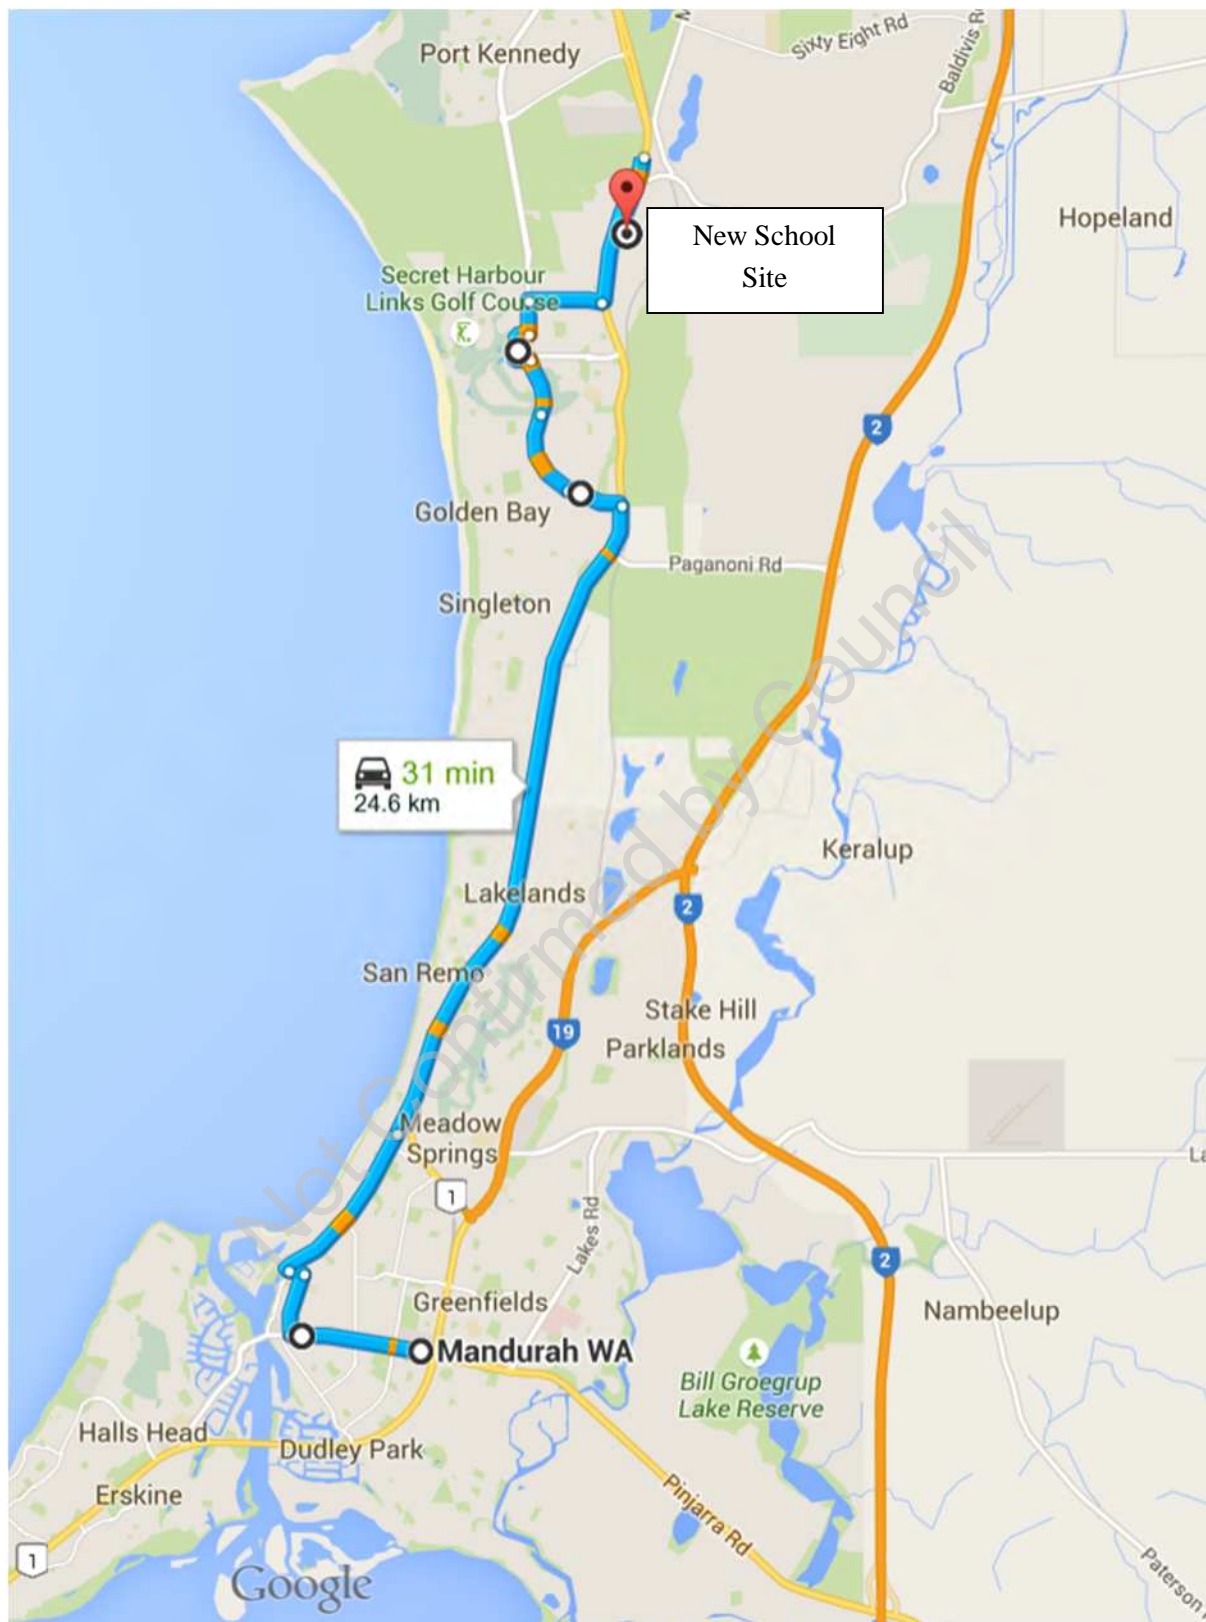 Port Kennedy
Sixty Eight Rd
Baldivis Rd
Hopeland
New School
Site
Secret Harbour
Links Golf Course
2
Golden Bay
Paganoni Rd
Singleton
31 min
24.6 km
Keralup
Lakelands
2
San Remo
Stake Hill
19
Parklands
Meadow
Springs
La
1
Lakes Rd
2
Greenfields
Nambeelup
Mandurah WA
Bill Groegrup
Lake Reserve
Halls Head
Dudley Park
Erskine
Pinjarra Rd
1
Google
Paterson
Not Confirmed by Council